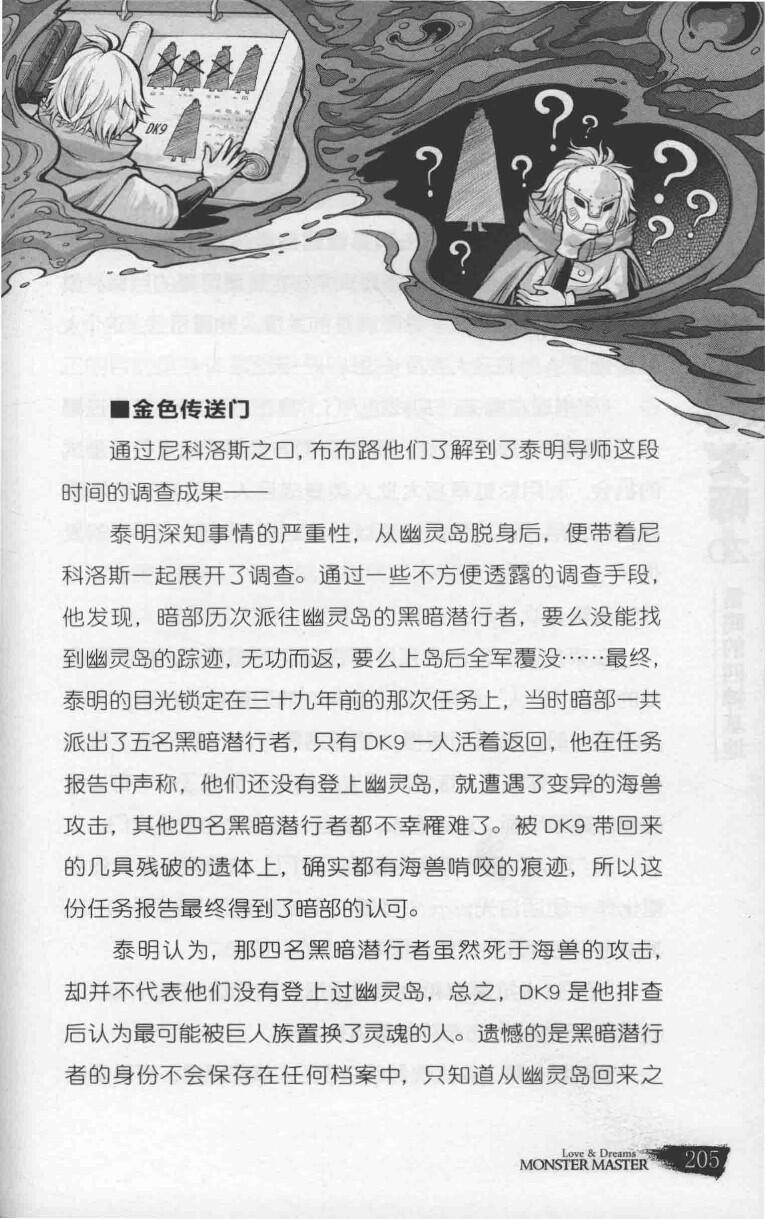 DK9
? ? ? ? ? ? ?
■金色传送门
通过尼科洛斯之口，布布路他们了解到了泰明导师这段
时间的调查成果——
泰明深知事情的严重性，从幽灵岛脱身后，便带着尼
科洛斯一起展开了调查。通过一些不方便透露的调查手段，
他发现，暗部历次派往幽灵岛的黑暗潜行者，要么没能找
到幽灵岛的踪迹，无功而返，要么上岛后全军覆没……最终，
泰明的目光锁定在三十九年前的那次任务上，当时暗部一共
派出了五名黑暗潜行者，只有 DK9 一人活着返回，他在任务
报告中声称，他们还没有登上幽灵岛，就遭遇了变异的海兽
攻击，其他四名黑暗潜行者都不幸罹难了。被 DK9 带回来
的几具残破的遗体上，确实都有海兽啃咬的痕迹，所以这
份任务报告最终得到了暗部的认可。
泰明认为，那四名黑暗潜行者虽然死于海兽的攻击，
却并不代表他们没有登上过幽灵岛，总之，DK9 是他排查
后认为最可能被巨人族置换了灵魂的人。遗憾的是黑暗潜行
者的身份不会保存在任何档案中，只知道从幽灵岛回来之
Love & Dreams
MONSTER MASTER 205